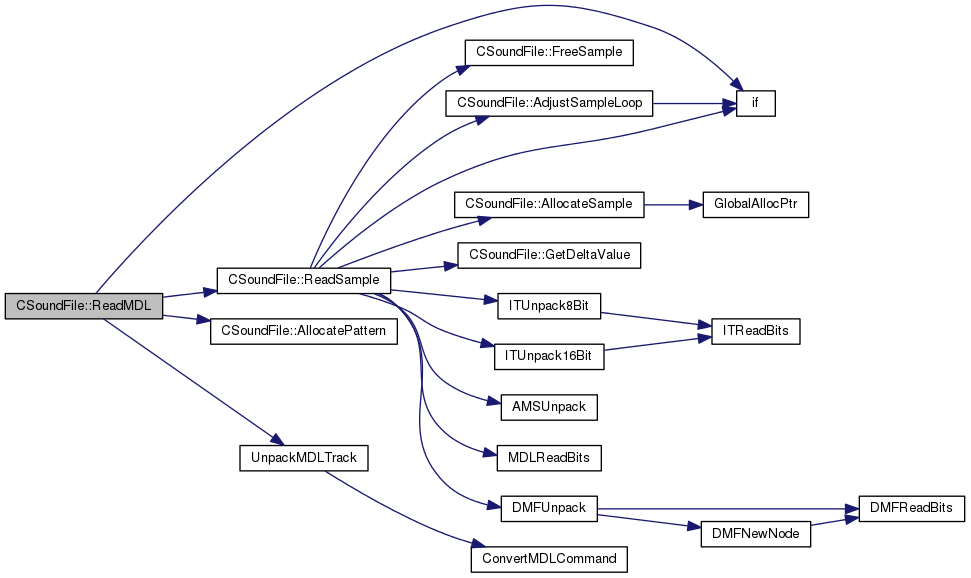 CSoundFile::FreeSample
CSoundFile::AdjustSampleLoop
if
CSoundFile::AllocateSample
GlobalAllocPtr
CSoundFile::GetDeltaValue
CSoundFile::ReadSample
CSoundFile::ReadMDL
ITUnpack8Bit
CSoundFile::AllocatePattern
ITReadBits
ITUnpack16Bit
AMSUnpack
UnpackMDLTrack
MDLReadBits
DMFUnpack
DMFReadBits
DMFNewNode
ConvertMDLCommand